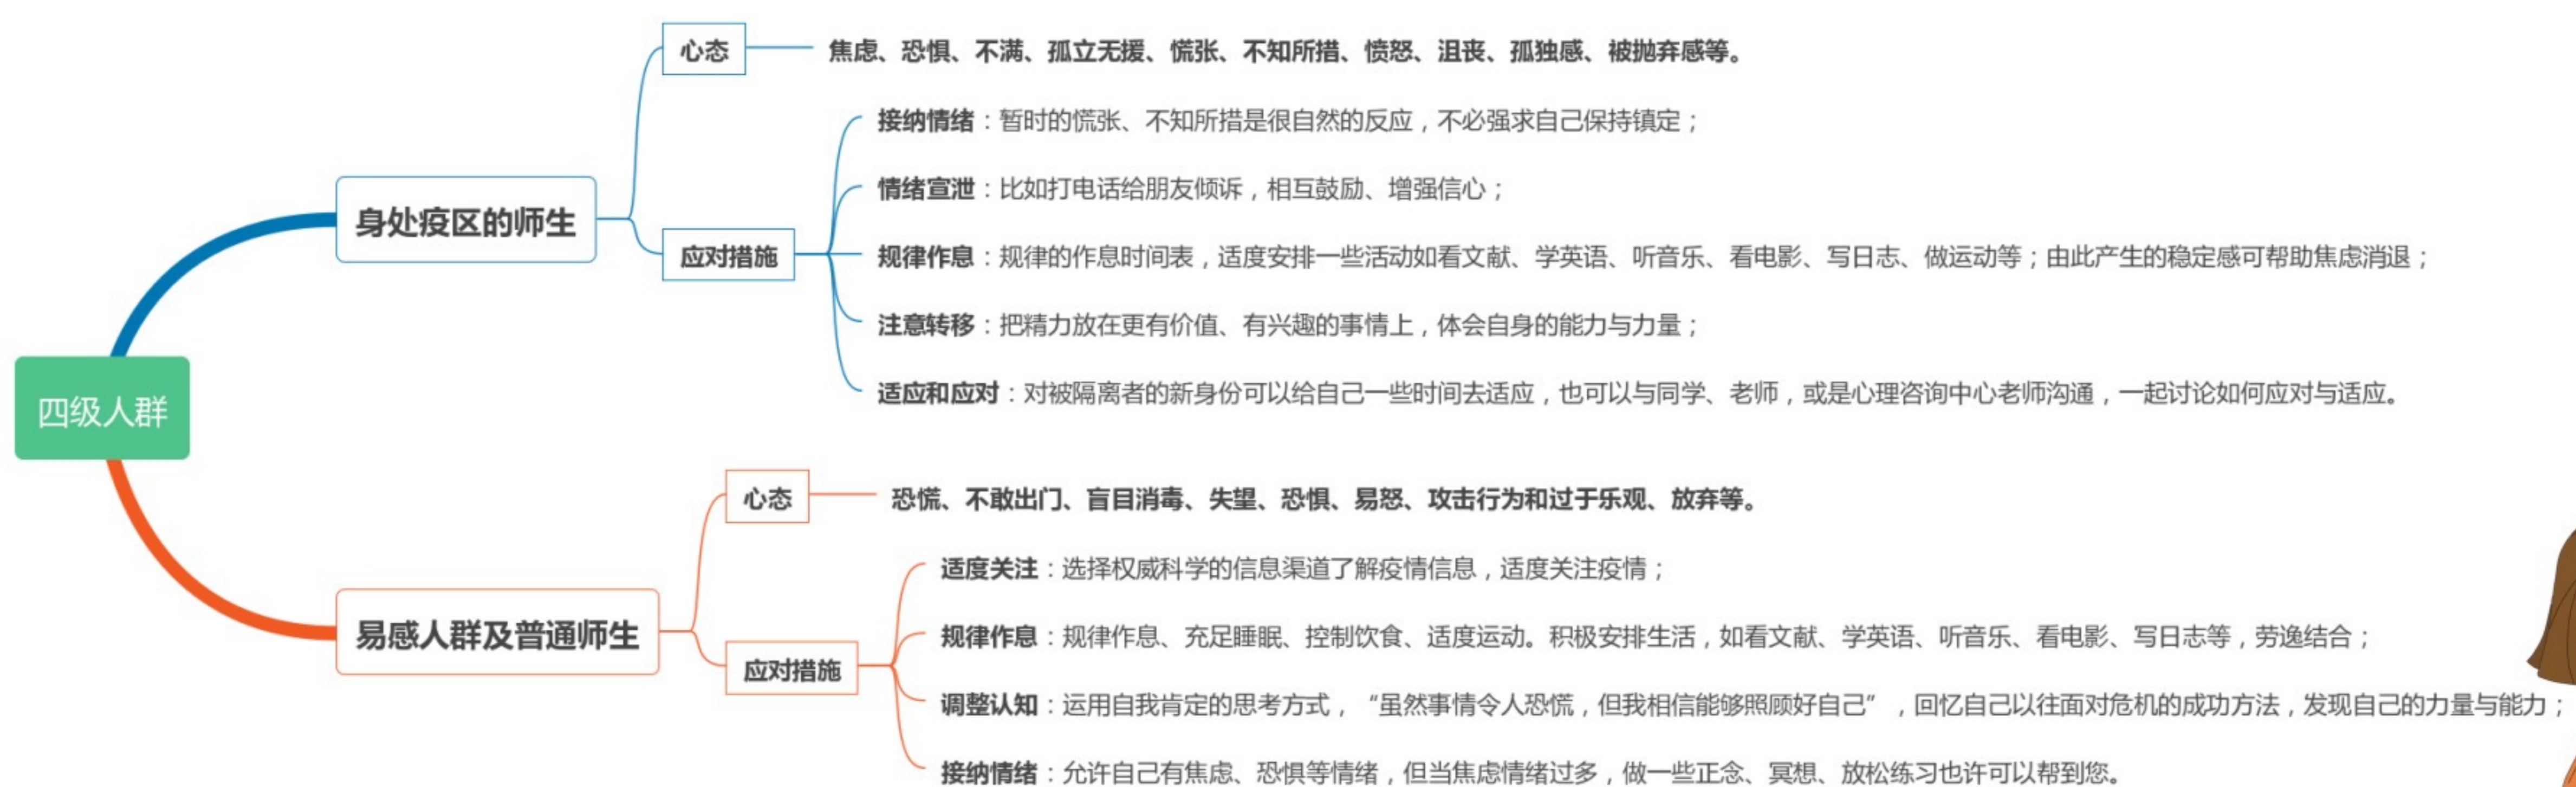 四级人群
身处疫区的师生
心态
焦虑、恐惧、不满、孤立无援、慌张、不知所措、愤怒、沮丧、孤独感、被抛弃感等。
应对措施
接纳情绪：暂时的慌张、不知所措是很自然的反应，不必强求自己保持镇定；
情绪宣泄：比如打电话给朋友倾诉，相互鼓励、增强信心；
规律作息：规律的作息时间表，适度安排一些活动如看文献、学英语、听音乐、看电影、写日志、做运动等；由此产生的稳定感可帮助焦虑消退；
注意转移：把精力放在更有价值、有兴趣的事情上，体会自身的能力与力量；
适应和应对：对被隔离者的新身份可以给自己一些时间去适应，也可以与同学、老师，或是心理咨询中心老师沟通，一起讨论如何应对与适应。
易感人群及普通师生
心态
恐慌、不敢出门、盲目消毒、失望、恐惧、易怒、攻击行为和过于乐观、放弃等。
应对措施
适度关注：选择权威科学的信息渠道了解疫情信息，适度关注疫情；
规律作息：规律作息、充足睡眠、控制饮食、适度运动。积极安排生活，如看文献、学英语、听音乐、看电影、写日志等，劳逸结合；
调整认知：运用自我肯定的思考方式，“虽然事情令人恐慌，但我相信能够照顾好自己”，回忆自己以往面对危机的成功方法，发现自己的力量与能力；
接纳情绪：允许自己有焦虑、恐惧等情绪，但当焦虑情绪过多，做一些正念、冥想、放松练习也许可以帮到您。